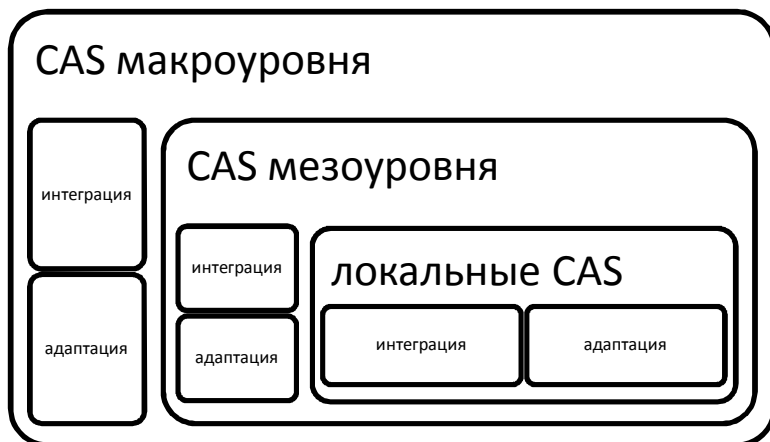 CAS макроуровня
интеграция
адаптация
CAS мезоуровня
интеграция
адаптация
локальные CAS
интеграция
адаптация